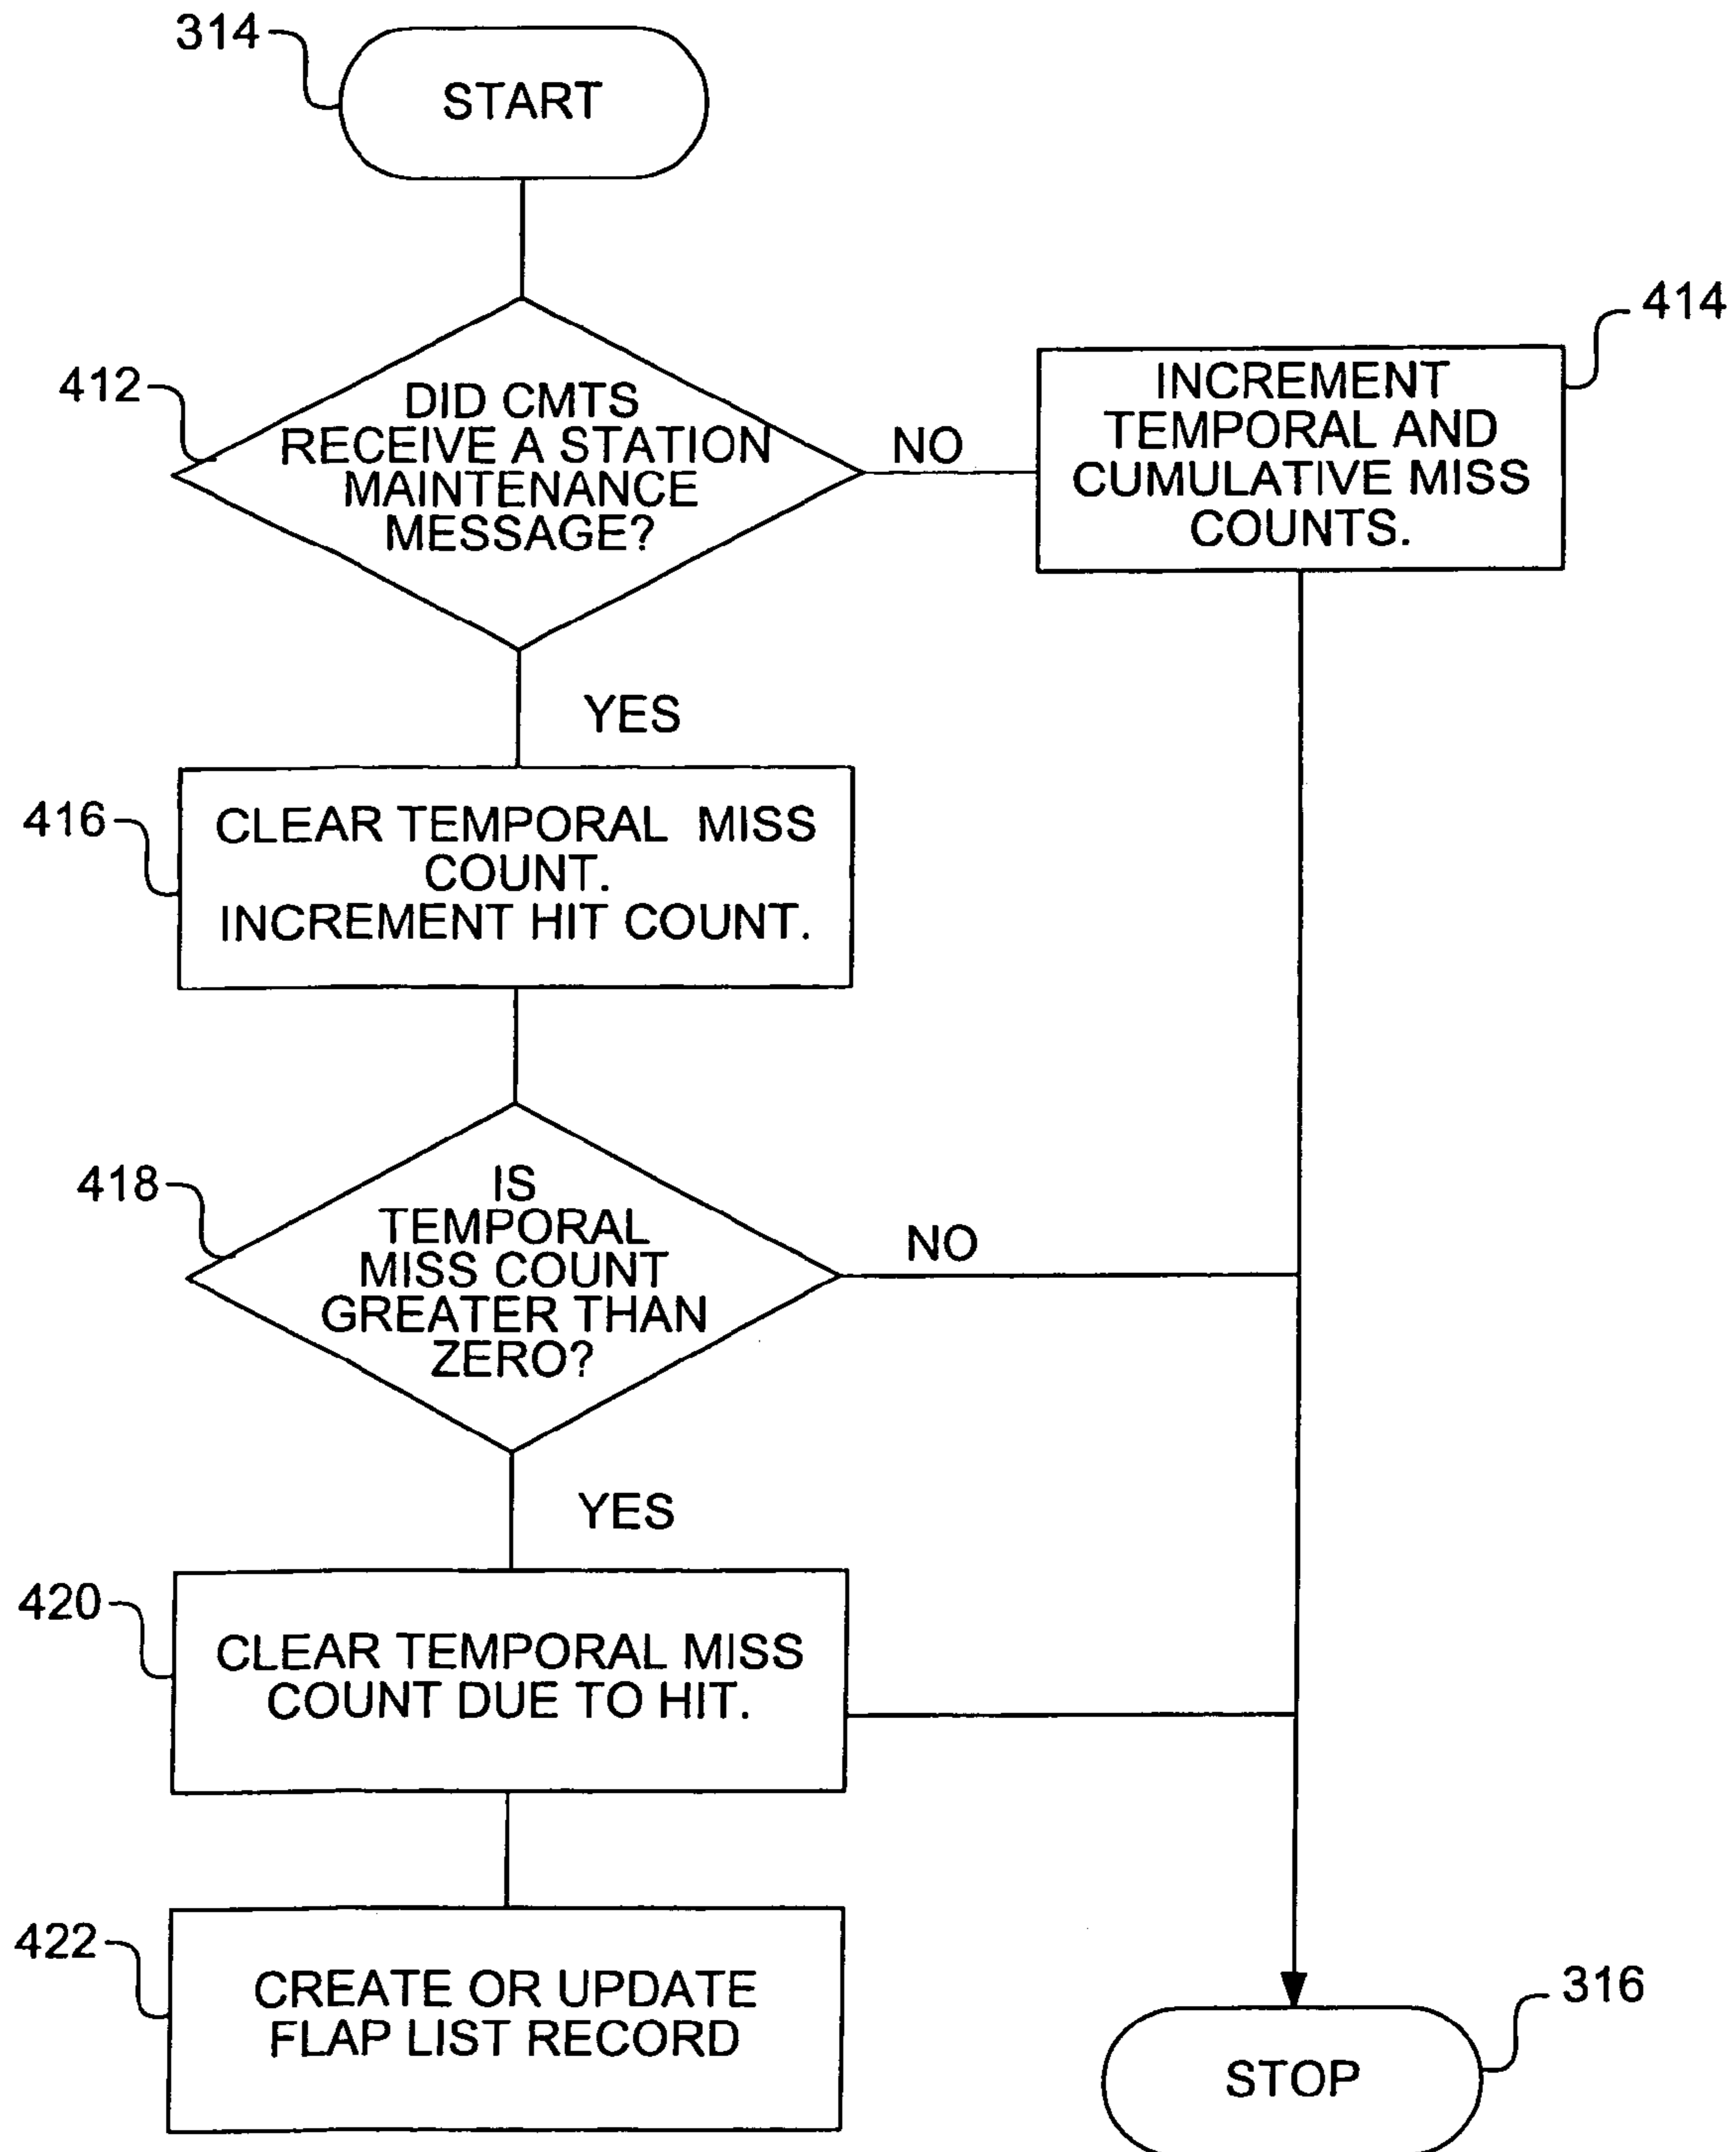 314
START
412
DID CMTS
RECEIVE A STATION
MAINTENANCE
MESSAGE?
NO
414
INCREMENT
TEMPORAL AND
CUMULATIVE MISS
COUNTS.
YES
416
CLEAR TEMPORAL MISS
COUNT.
INCREMENT HIT COUNT.
418
IS
TEMPORAL
MISS COUNT
GREATER THAN
ZERO?
NO
YES
420
CLEAR TEMPORAL MISS
COUNT DUE TO HIT.
422
CREATE OR UPDATE
FLAP LIST RECORD
316
STOP